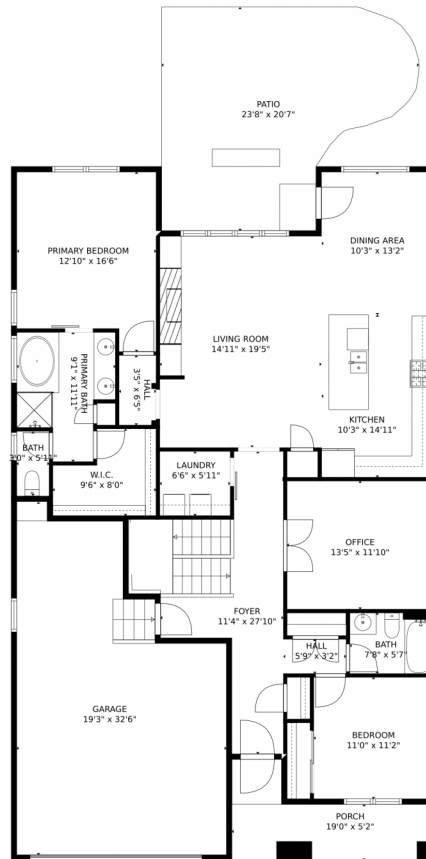 PATIO
23'8" x 20'7"
PRIMARY BEDROOM
12'10" x 16'6"
DINING AREA
10'3" x 13'2"
LIVING ROOM
14'11" x 19'5"
PRIMARY BATH
9'1" x 11'11"
HALL
3'5" x 6'5"
KITCHEN
10'3" x 14'11"
BATH
3'0" x 5'11"
W.I.C.
9'6" x 8'0"
LAUNDRY
6'6" x 5'11"
OFFICE
13'5" x 11'10"
FOYER
11'4" x 27'10"
HALL
5'9" x 3'2"
BATH
7'8" x 5'7"
GARAGE
19'3" x 32'6"
BEDROOM
11'0" x 11'2"
PORCH
19'0" x 5'2"